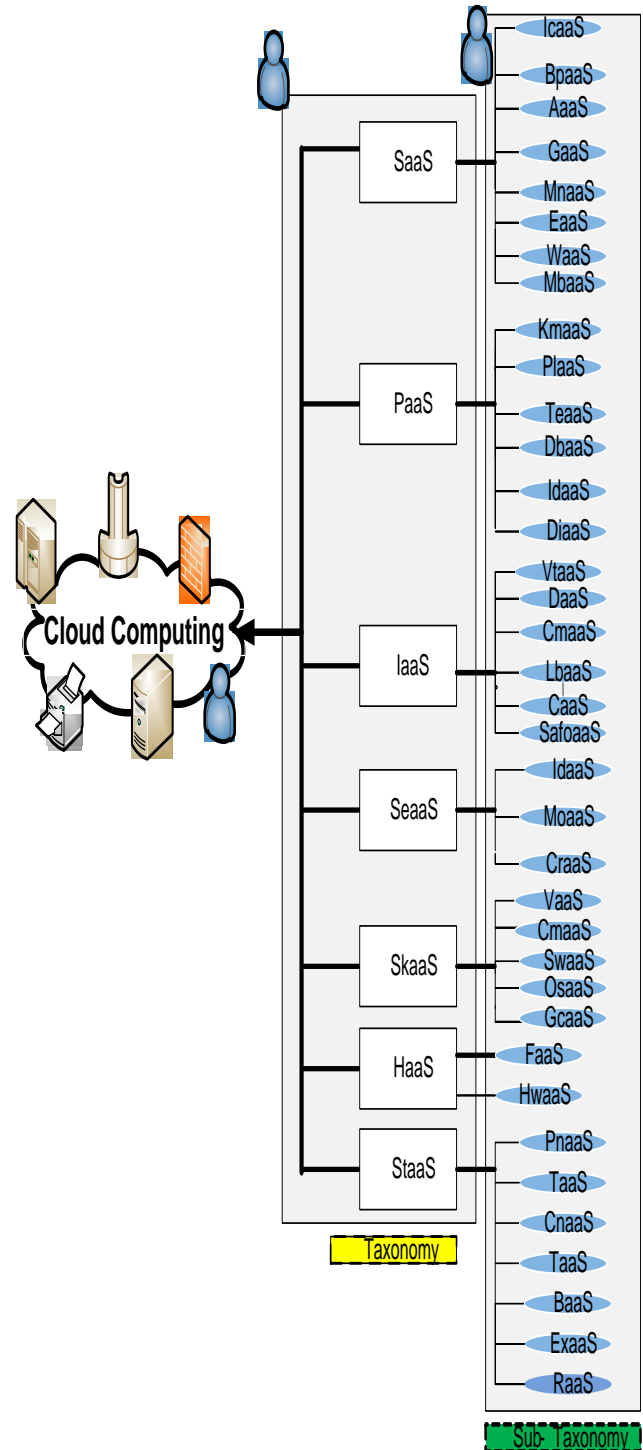 Cloud Computing
SaaS
IcaaS
BpaaS
AaaS
GaaS
MnaaS
EaaS
WaaS
MbaaS
PaaS
KmaaS
PlaaS
TeaaS
DbaaS
IdaaS
DiaaS
IaaS
VtaaS
DaaS
CmaaS
LbaaS
CaaS
SafoaaS
SeaaS
IdaaS
MoaaS
CraaS
SkaaS
VaaS
CmaaS
SwaaS
OsaaS
GcaaS
HaaS
FaaS
HwaaS
StaaS
PnaaS
TaaS
CnaaS
TaaS
BaaS
ExaaS
RaaS
Taxonomy
Sub- Taxonomy